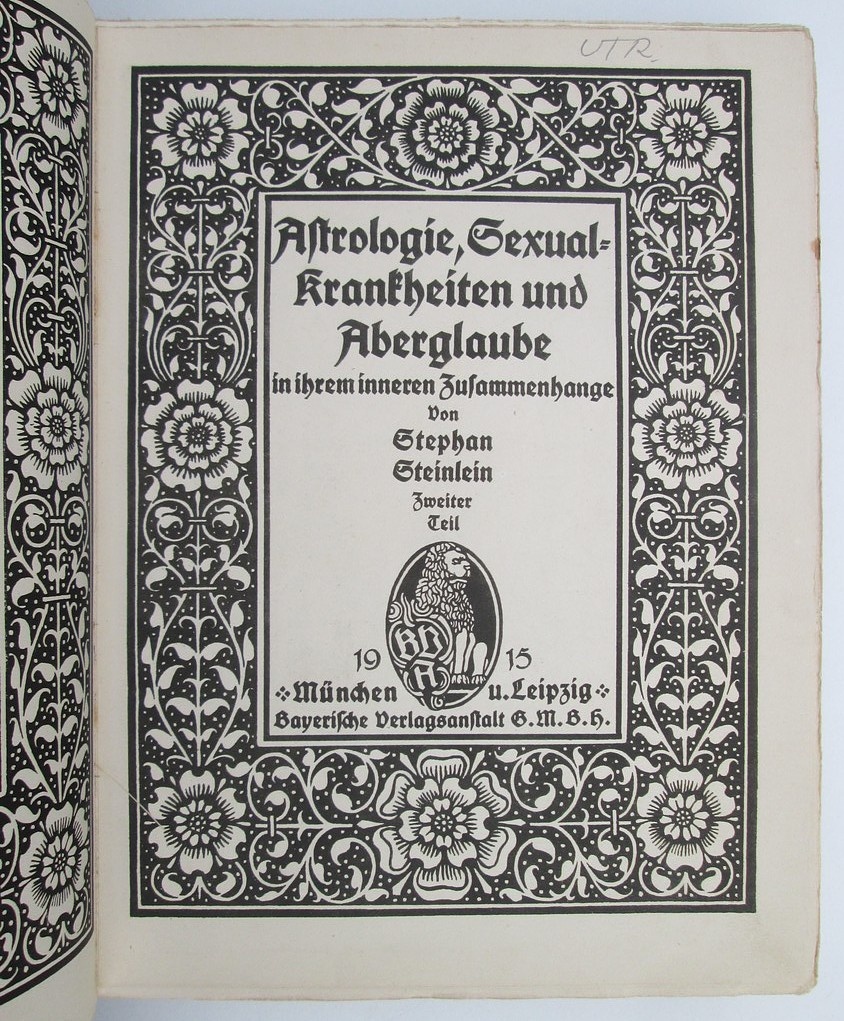 VTR.
Aſtrologie, Sexual=
Krankheiten und
Aberglaube
in ihrem inneren Zuſammenhange
Von
Stephan
Steinlein
Zweiter
Teil
BVA
19 15
München u. Leipzig
Bayeriſche Verlagsanſtalt G. M. B. H.